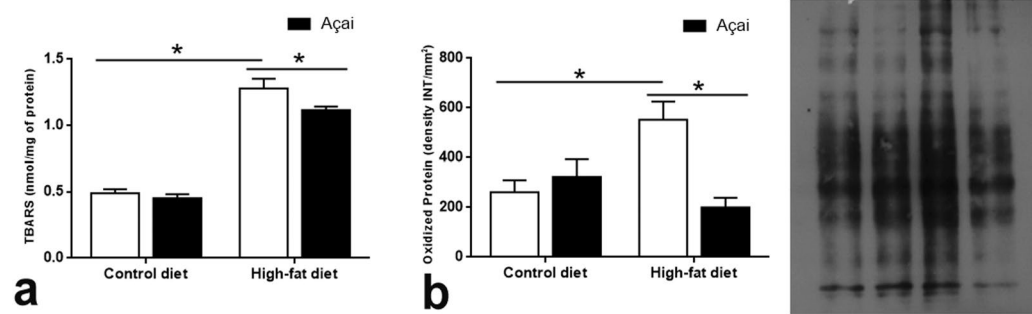 Açai
TBARS (nmol/mg of protein)
1.5
1.0
0.5
0.0
*
*
Control diet
High-fat diet
a
Açai
Oxidized Protein (density INT/mm²)
800
600
400
200
0
*
*
Control diet
High-fat diet
b